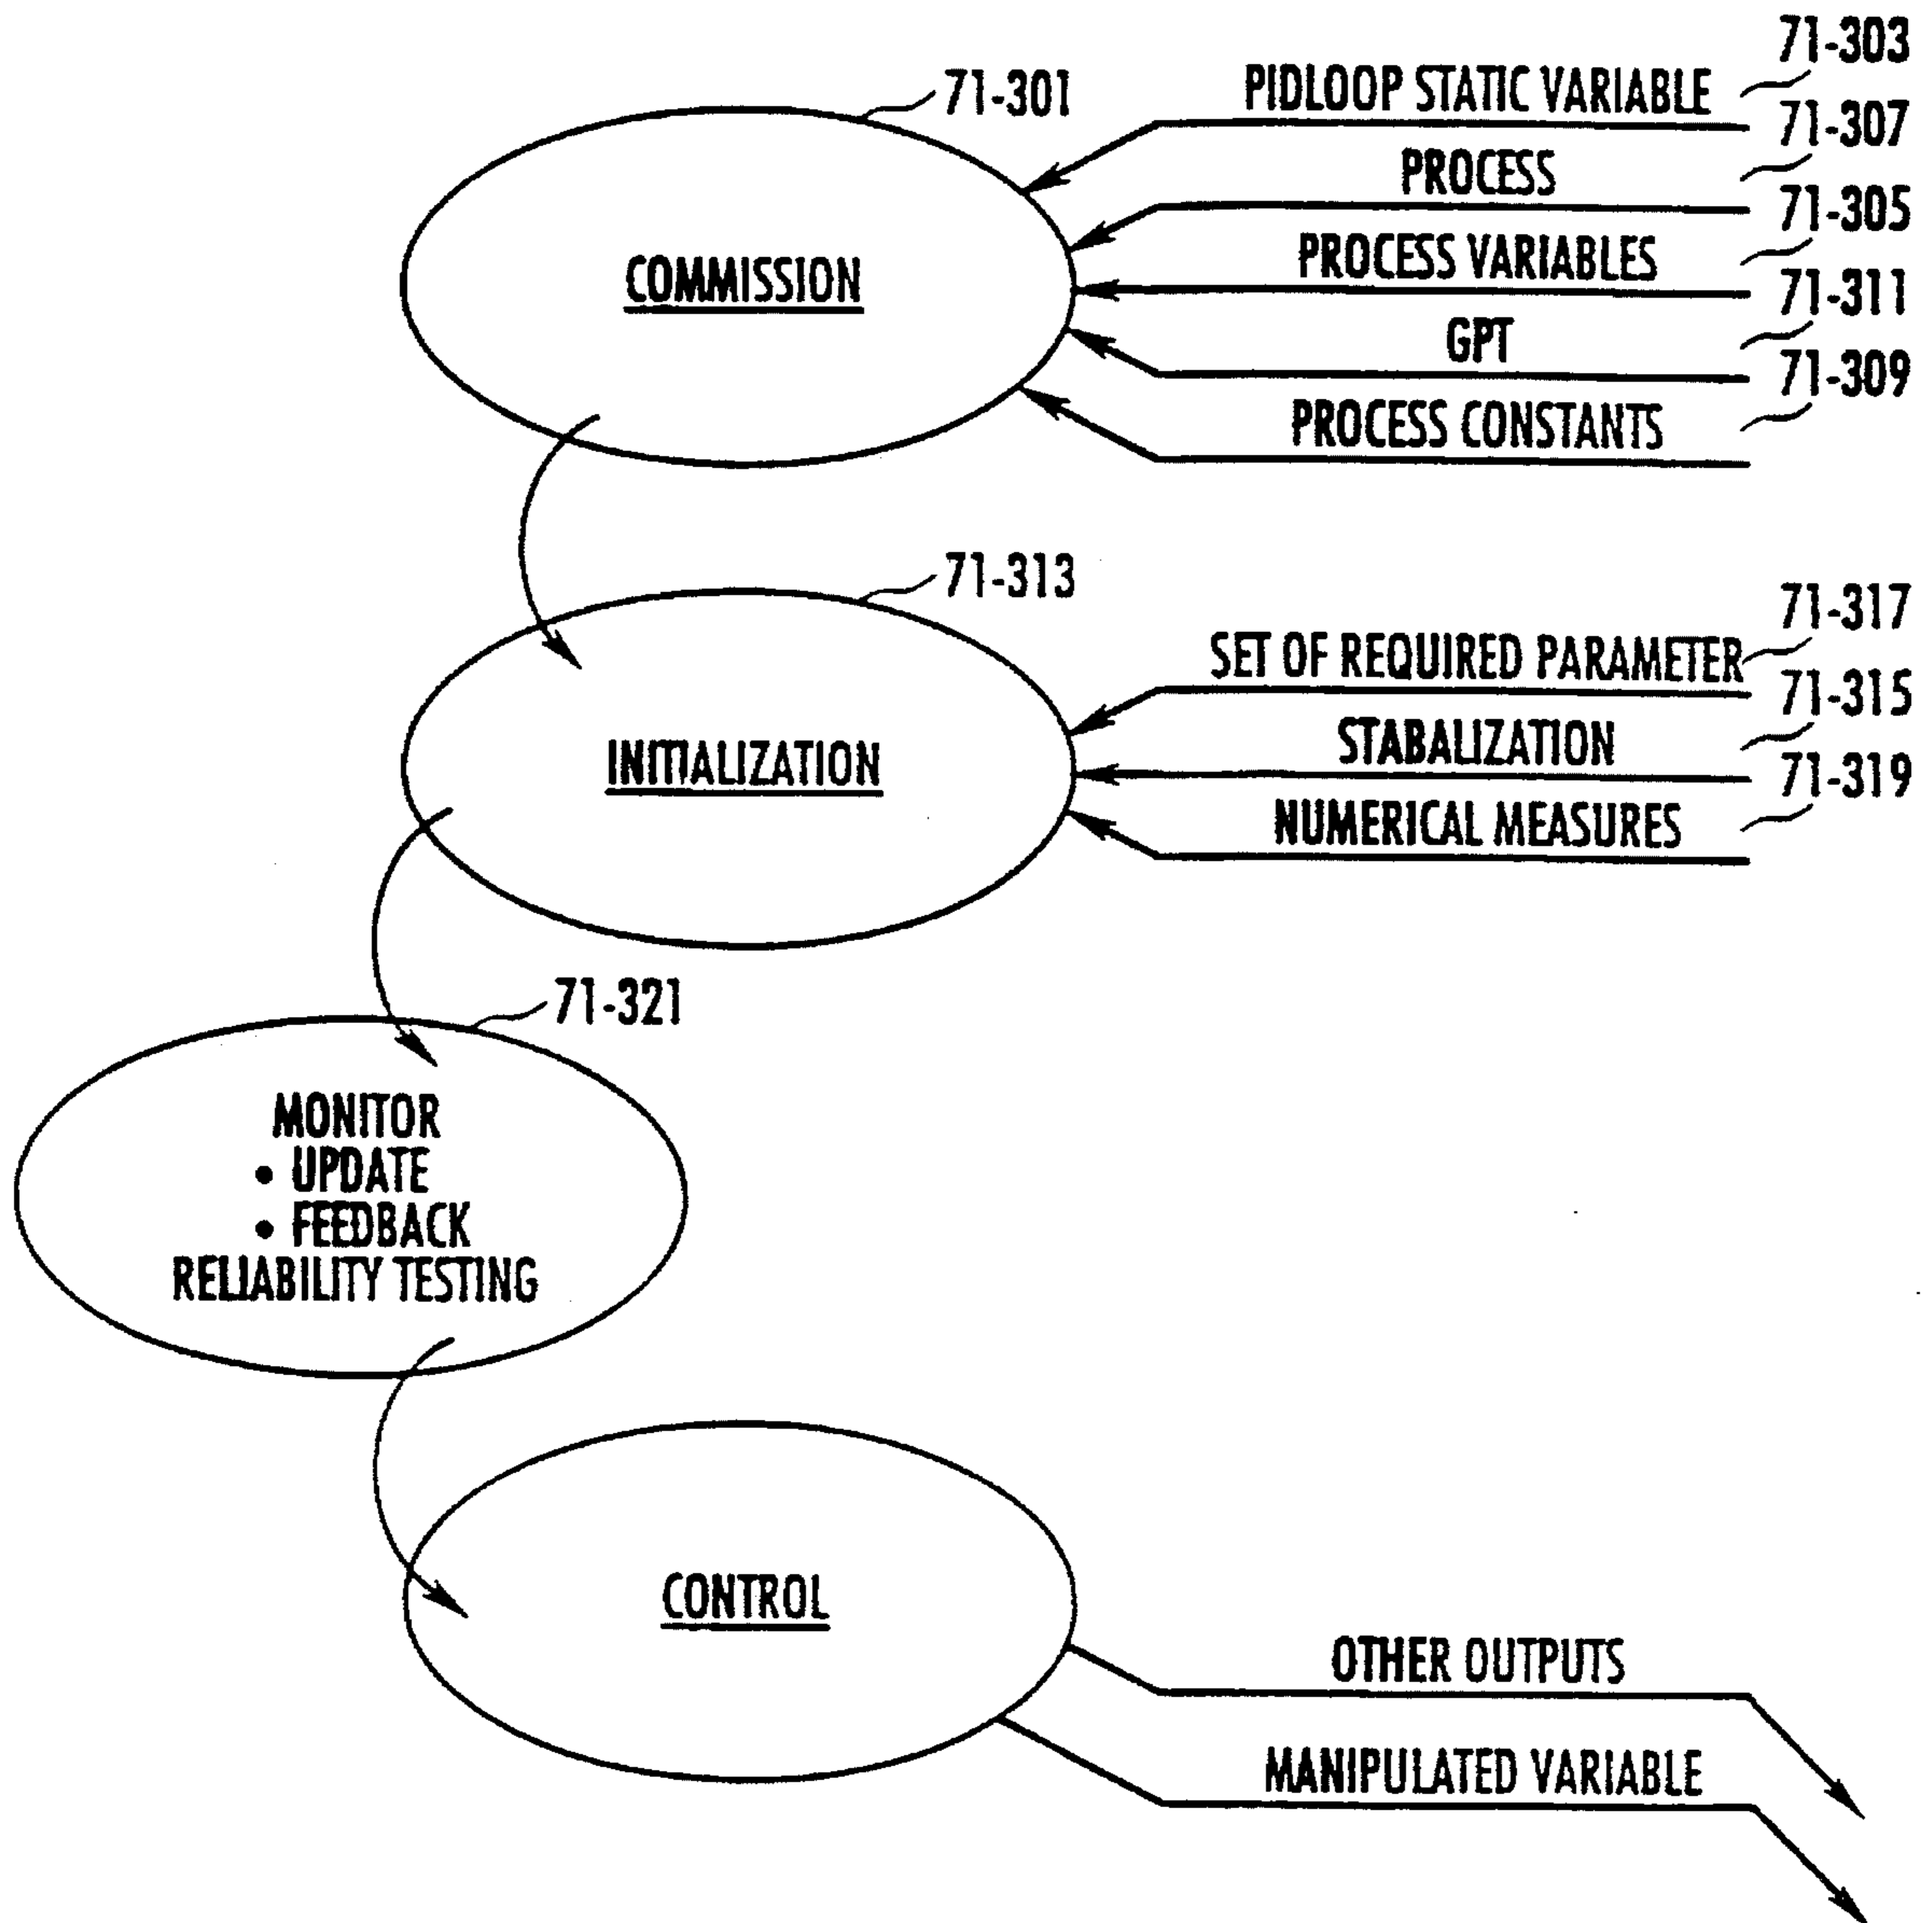 71-303
71-301
PIDLOOP STATIC VARIABLE
71-307
PROCESS
71-305
PROCESS VARIABLES
COMMISSION
71-311
GPT
71-309
PROCESS CONSTANTS
71-313
71-317
SET OF REQUIRED PARAMETER
71-315
STABALIZATION
INITIALIZATION
71-319
NUMERICAL MEASURES
71-321
MONITOR
• UPDATE
• FEEDBACK
RELIABILITY TESTING
CONTROL
OTHER OUTPUTS
MANIPULATED VARIABLE